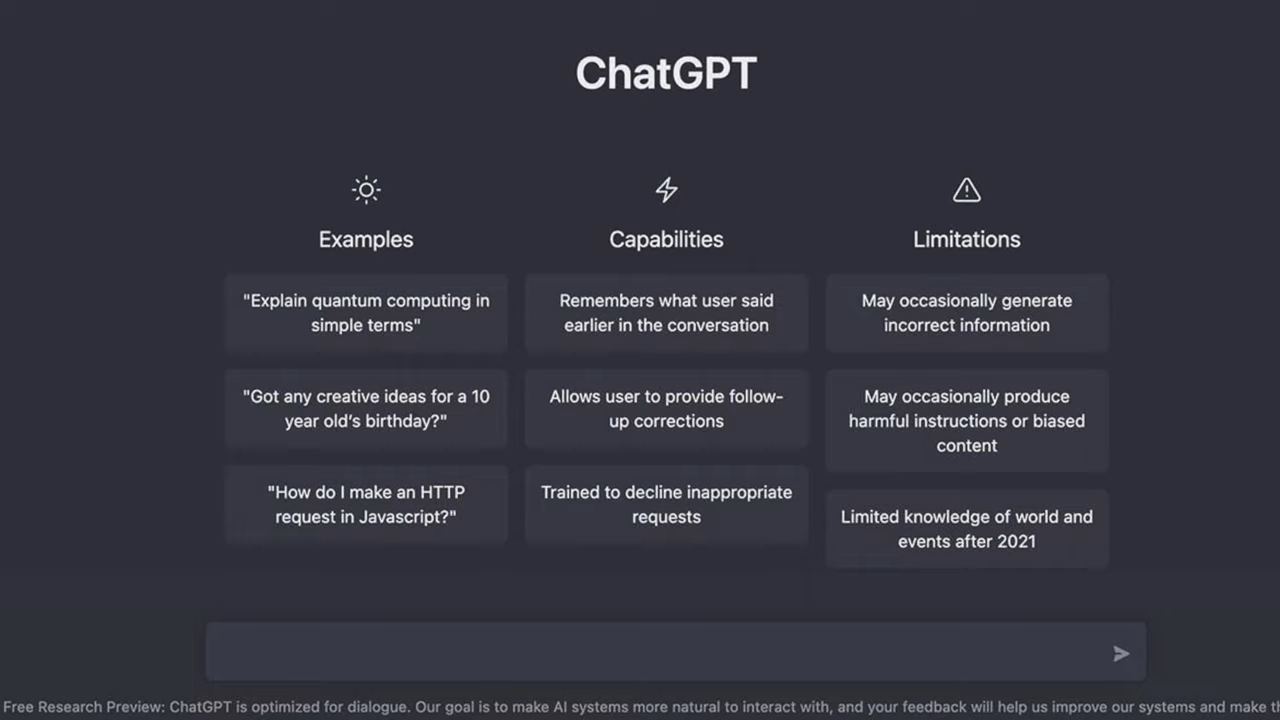 ChatGPT
Examples
"Explain quantum computing in
simple terms"
"Got any creative ideas for a 10
year old's birthday?"
"How do I make an HTTP
request in Javascript?"
Capabilities
Remembers what user said
earlier in the conversation
Allows user to provide follow-
up corrections
Trained to decline inappropriate
requests
Limitations
May occasionally generate
incorrect information
May occasionally produce
harmful instructions or biased
content
Limited knowledge of world and
events after 2021
Free Research Preview: ChatGPT is optimized for dialogue. Our goal is to make AI systems more natural to interact with, and your feedback will help us improve our systems and make